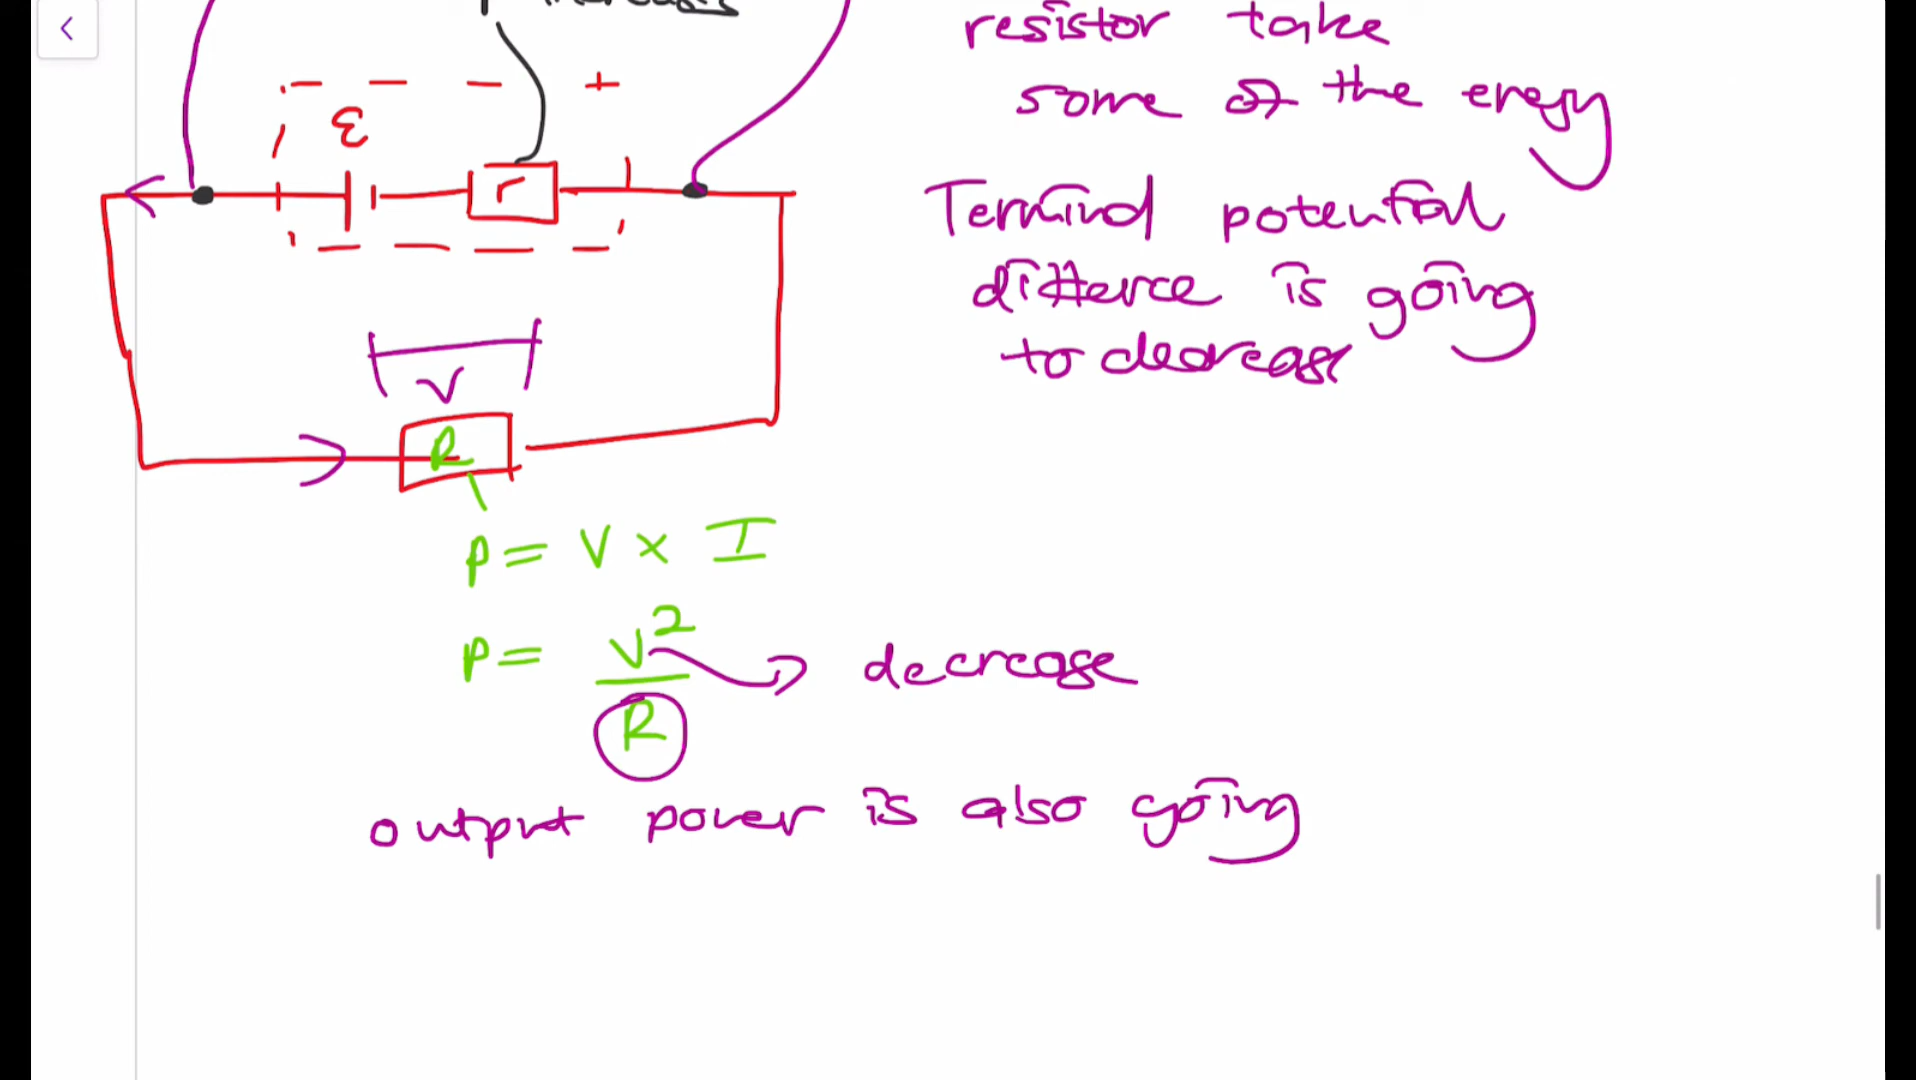 increases
resistor take
some of the energy
ε
r
Terminal potential
difference is going
to decrease
V
R
P = V × I
P = V²/R → decrease
output power is also going